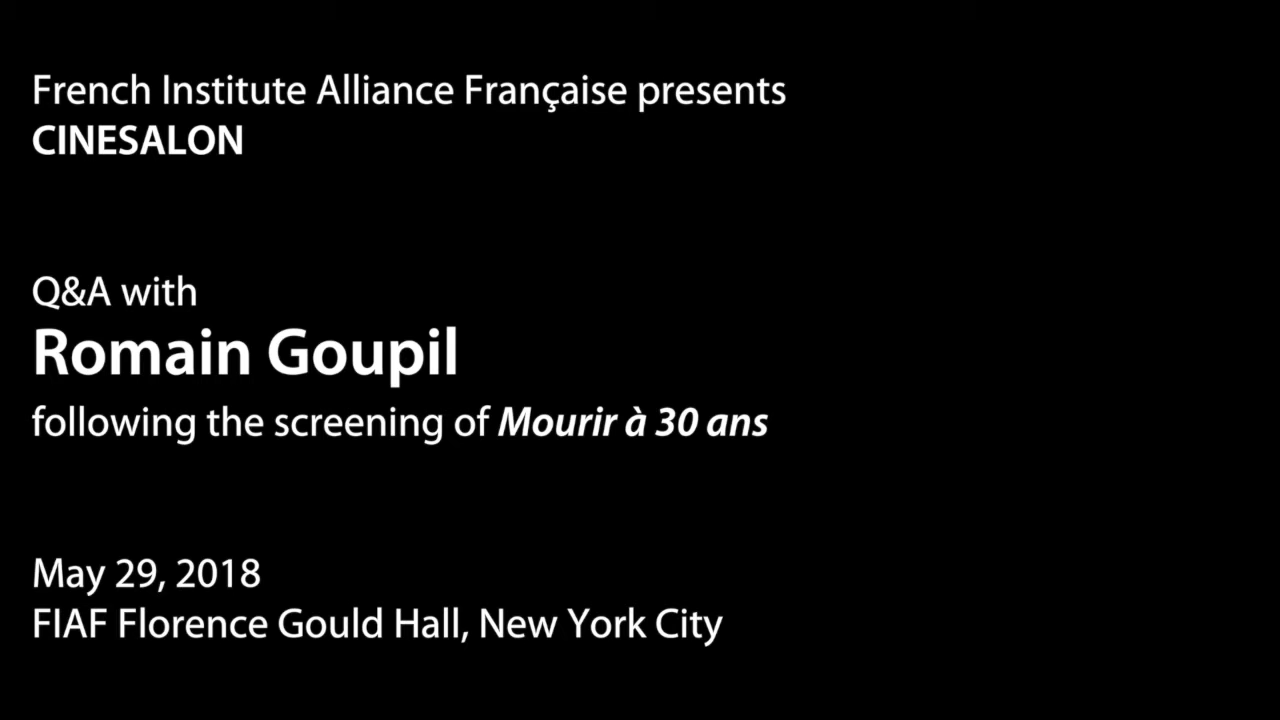 French Institute Alliance Française presents
CINESALON
Q&A with
Romain Goupil
following the screening of Mourir à 30 ans
May 29, 2018
FIAF Florence Gould Hall, New York City